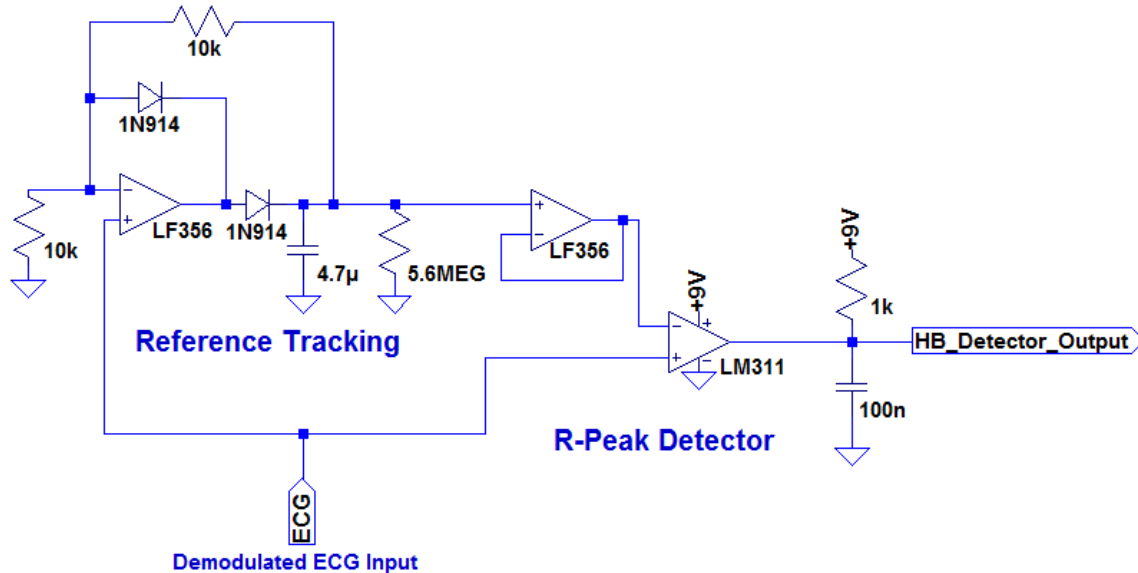 10k
1N914
LF356
1N914
10k
4.7µ
5.6MEG
LF356
+9V
1k
+9V
LM311
HB_Detector_Output
100n
Reference Tracking
R-Peak Detector
ECG
Demodulated ECG Input